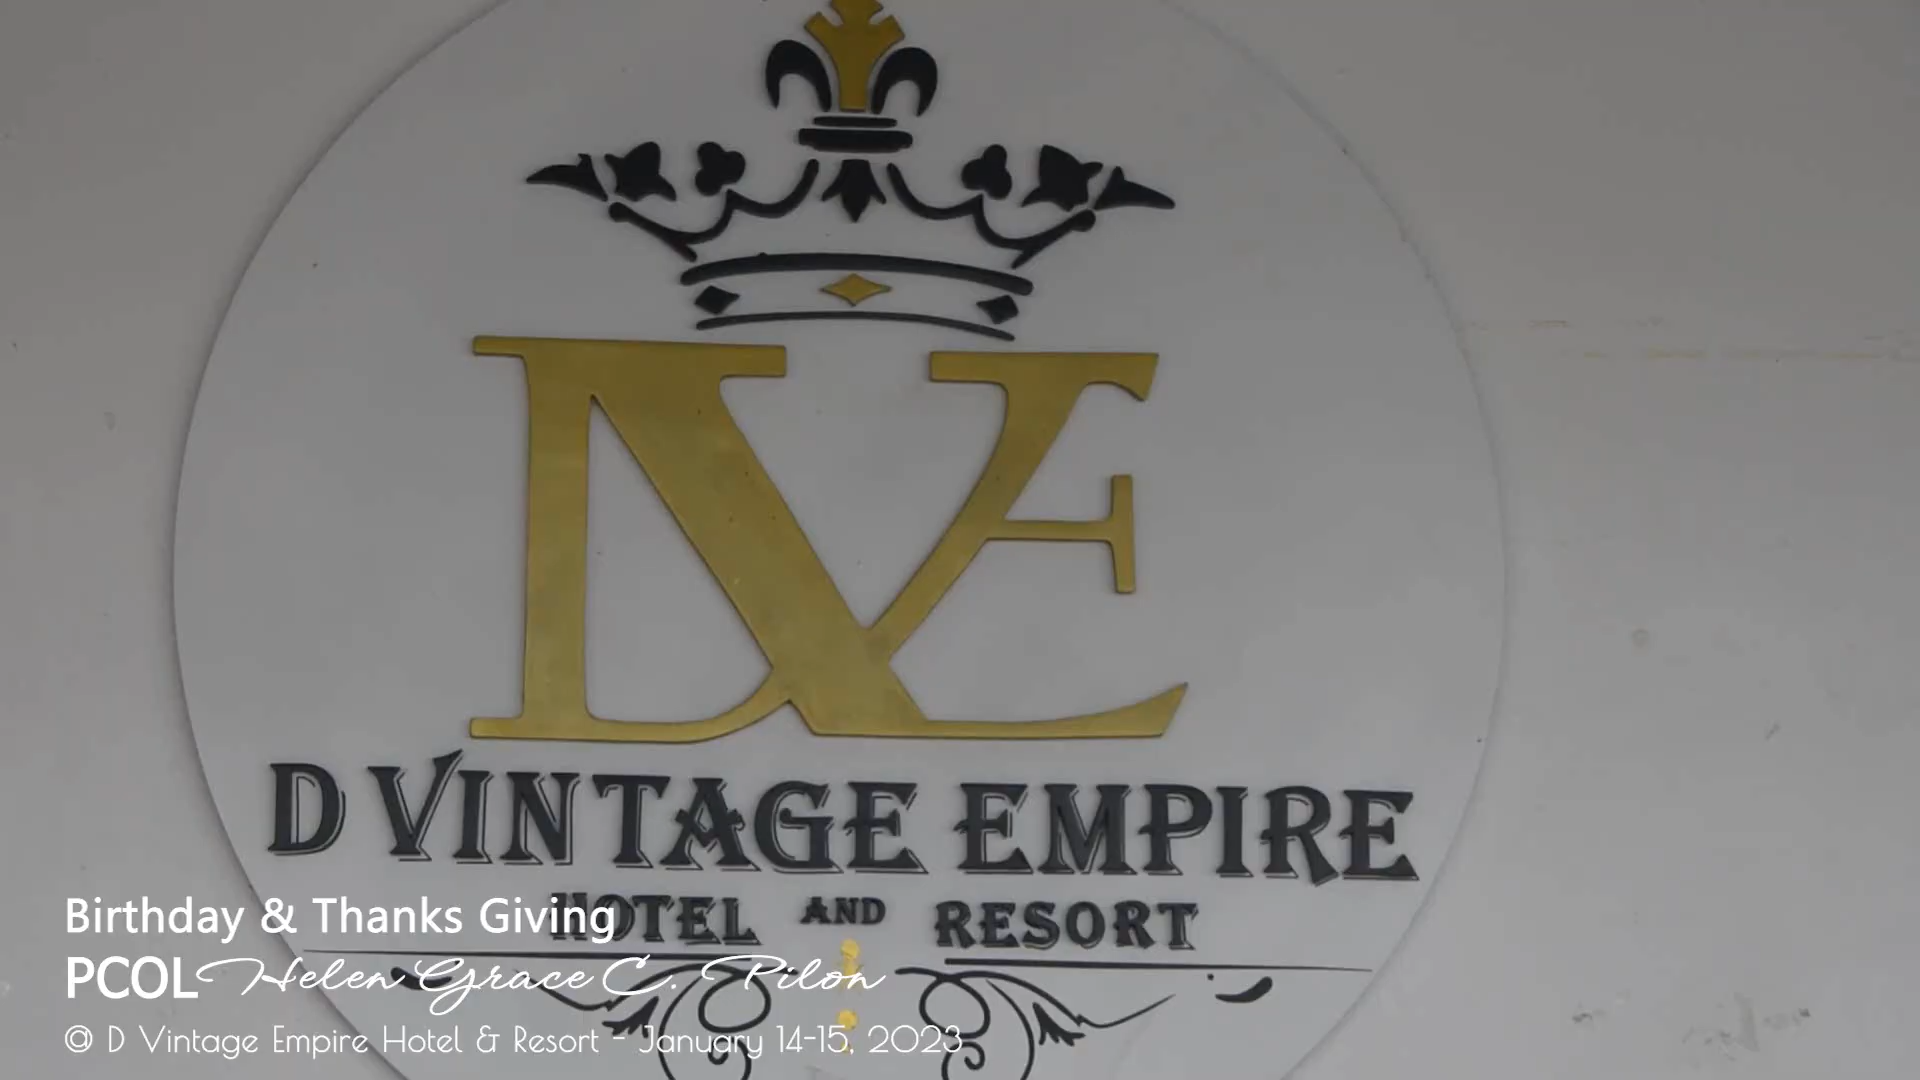 DVE
D VINTAGE EMPIRE
HOTEL AND RESORT
Birthday & Thanks Giving
PCOL Helen Grace C. Pilon
@ D Vintage Empire Hotel & Resort - January 14-15, 2023